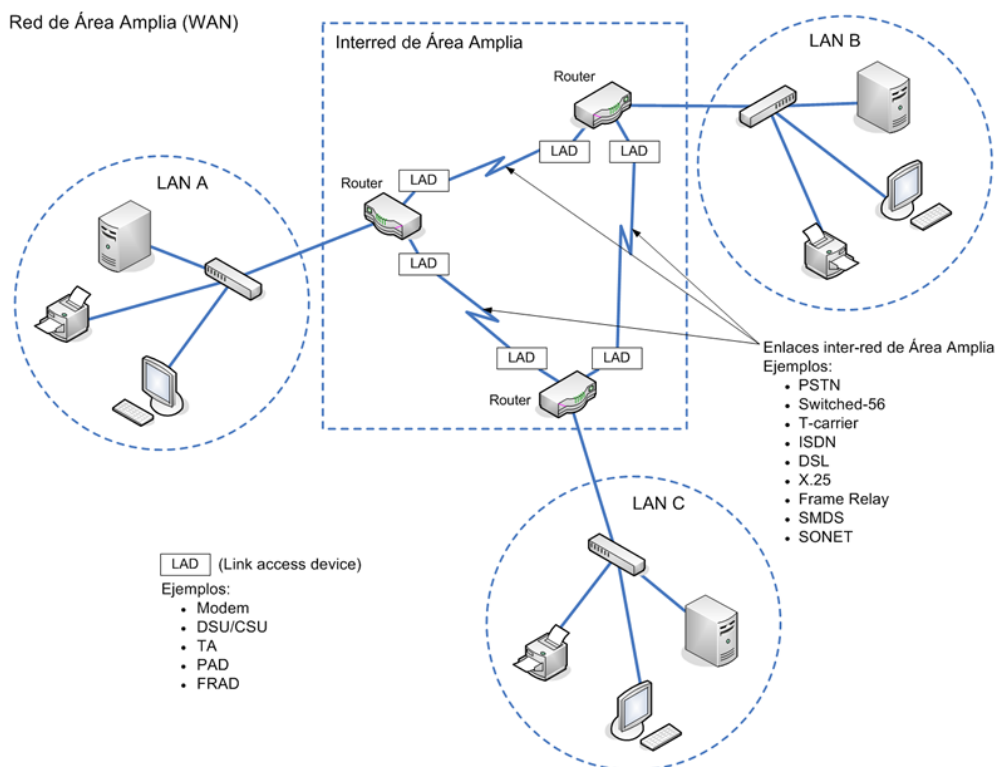 Red de Área Amplia (WAN)
Interred de Área Amplia
LAN B
Router
LAD
LAD
LAN A
Router
LAD
LAD
LAD
LAD
Router
Enlaces inter-red de Área Amplia
Ejemplos:
• PSTN
• Switched-56
• T-carrier
• ISDN
• DSL
• X.25
• Frame Relay
• SMDS
• SONET
LAN C
LAD (Link access device)
Ejemplos:
• Modem
• DSU/CSU
• TA
• PAD
• FRAD